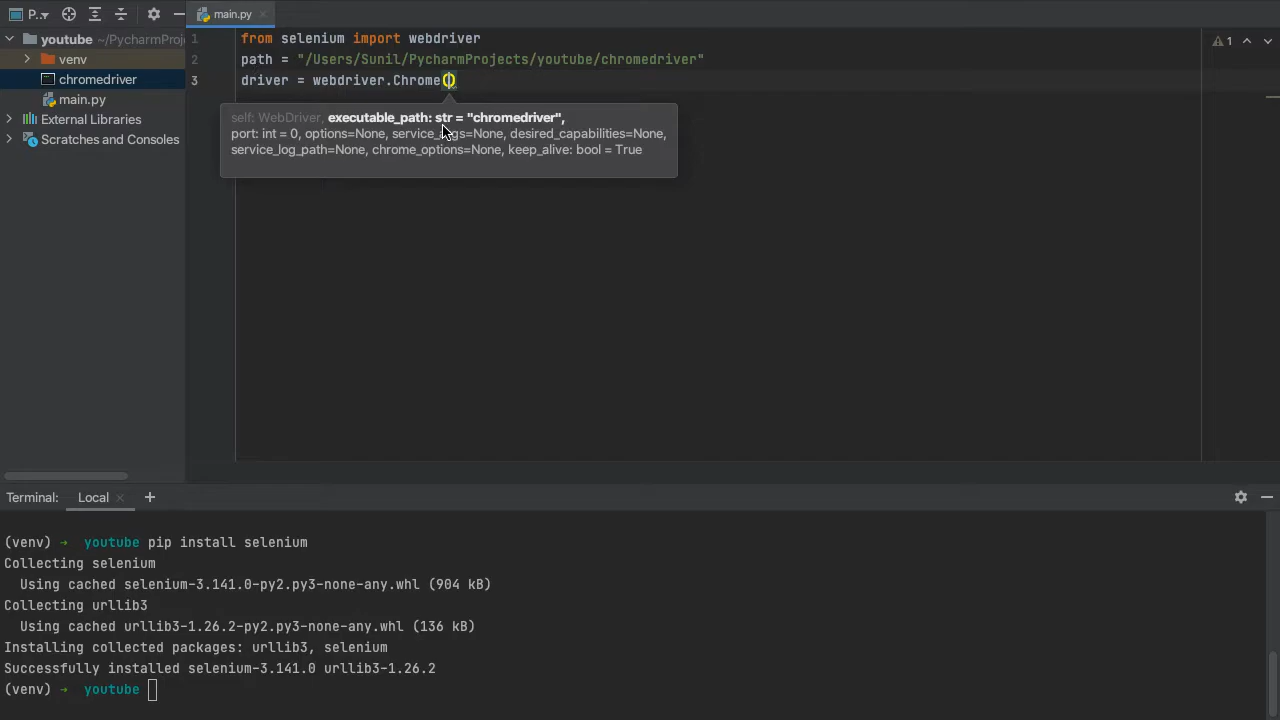 P..
main.py
youtube ~/PycharmProj
venv
chromedriver
main.py
External Libraries
Scratches and Consoles
1 from selenium import webdriver
2 path = "/Users/Sunil/PycharmProjects/youtube/chromedriver"
3 driver = webdriver.Chrome()
1
self: WebDriver, executable_path: str = "chromedriver",
port: int = 0, options=None, service_args=None, desired_capabilities=None,
service_log_path=None, chrome_options=None, keep_alive: bool = True
Terminal: Local
(venv) → youtube pip install selenium
Collecting selenium
Using cached selenium-3.141.0-py2.py3-none-any.whl (904 kB)
Collecting urllib3
Using cached urllib3-1.26.2-py2.py3-none-any.whl (136 kB)
Installing collected packages: urllib3, selenium
Successfully installed selenium-3.141.0 urllib3-1.26.2
(venv) → youtube